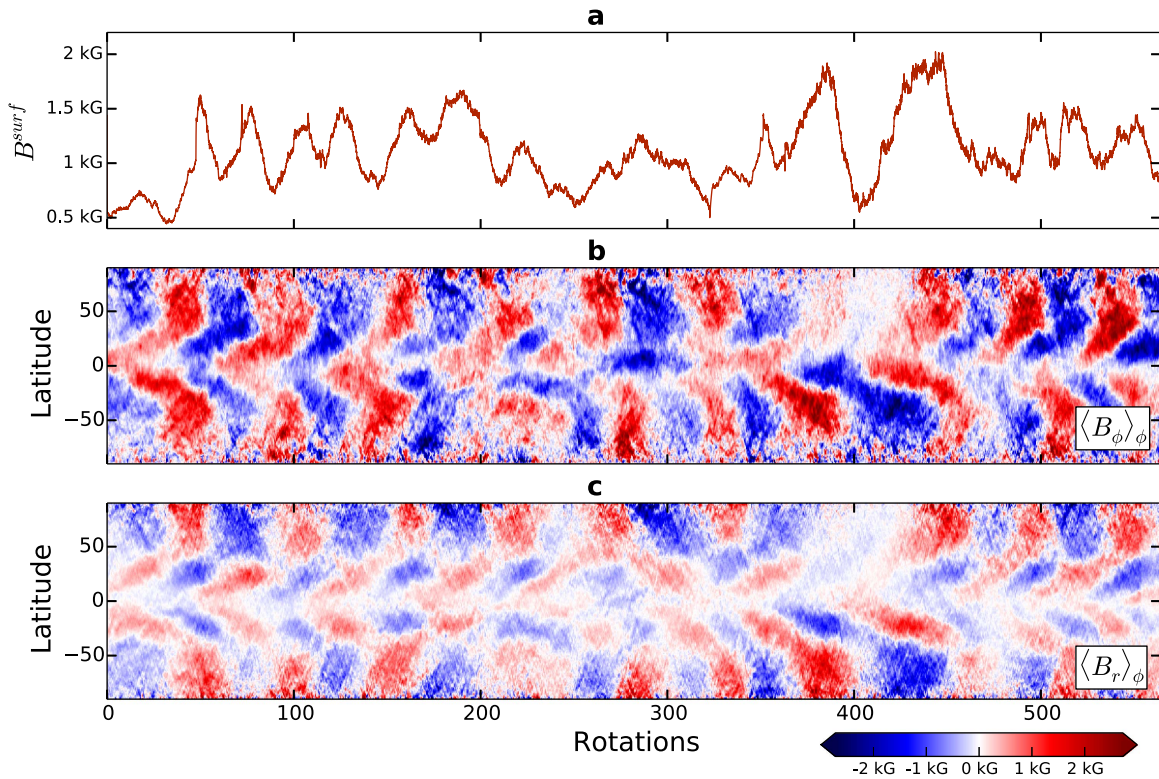 a
2 kG
1.5 kG
1 kG
0.5 kG
B^{surf}
b
50
0
−50
Latitude
⟨B_ϕ⟩_ϕ
c
50
0
−50
Latitude
⟨B_r⟩_ϕ
0 100 200 300 400 500
Rotations
-2 kG -1 kG 0 kG 1 kG 2 kG